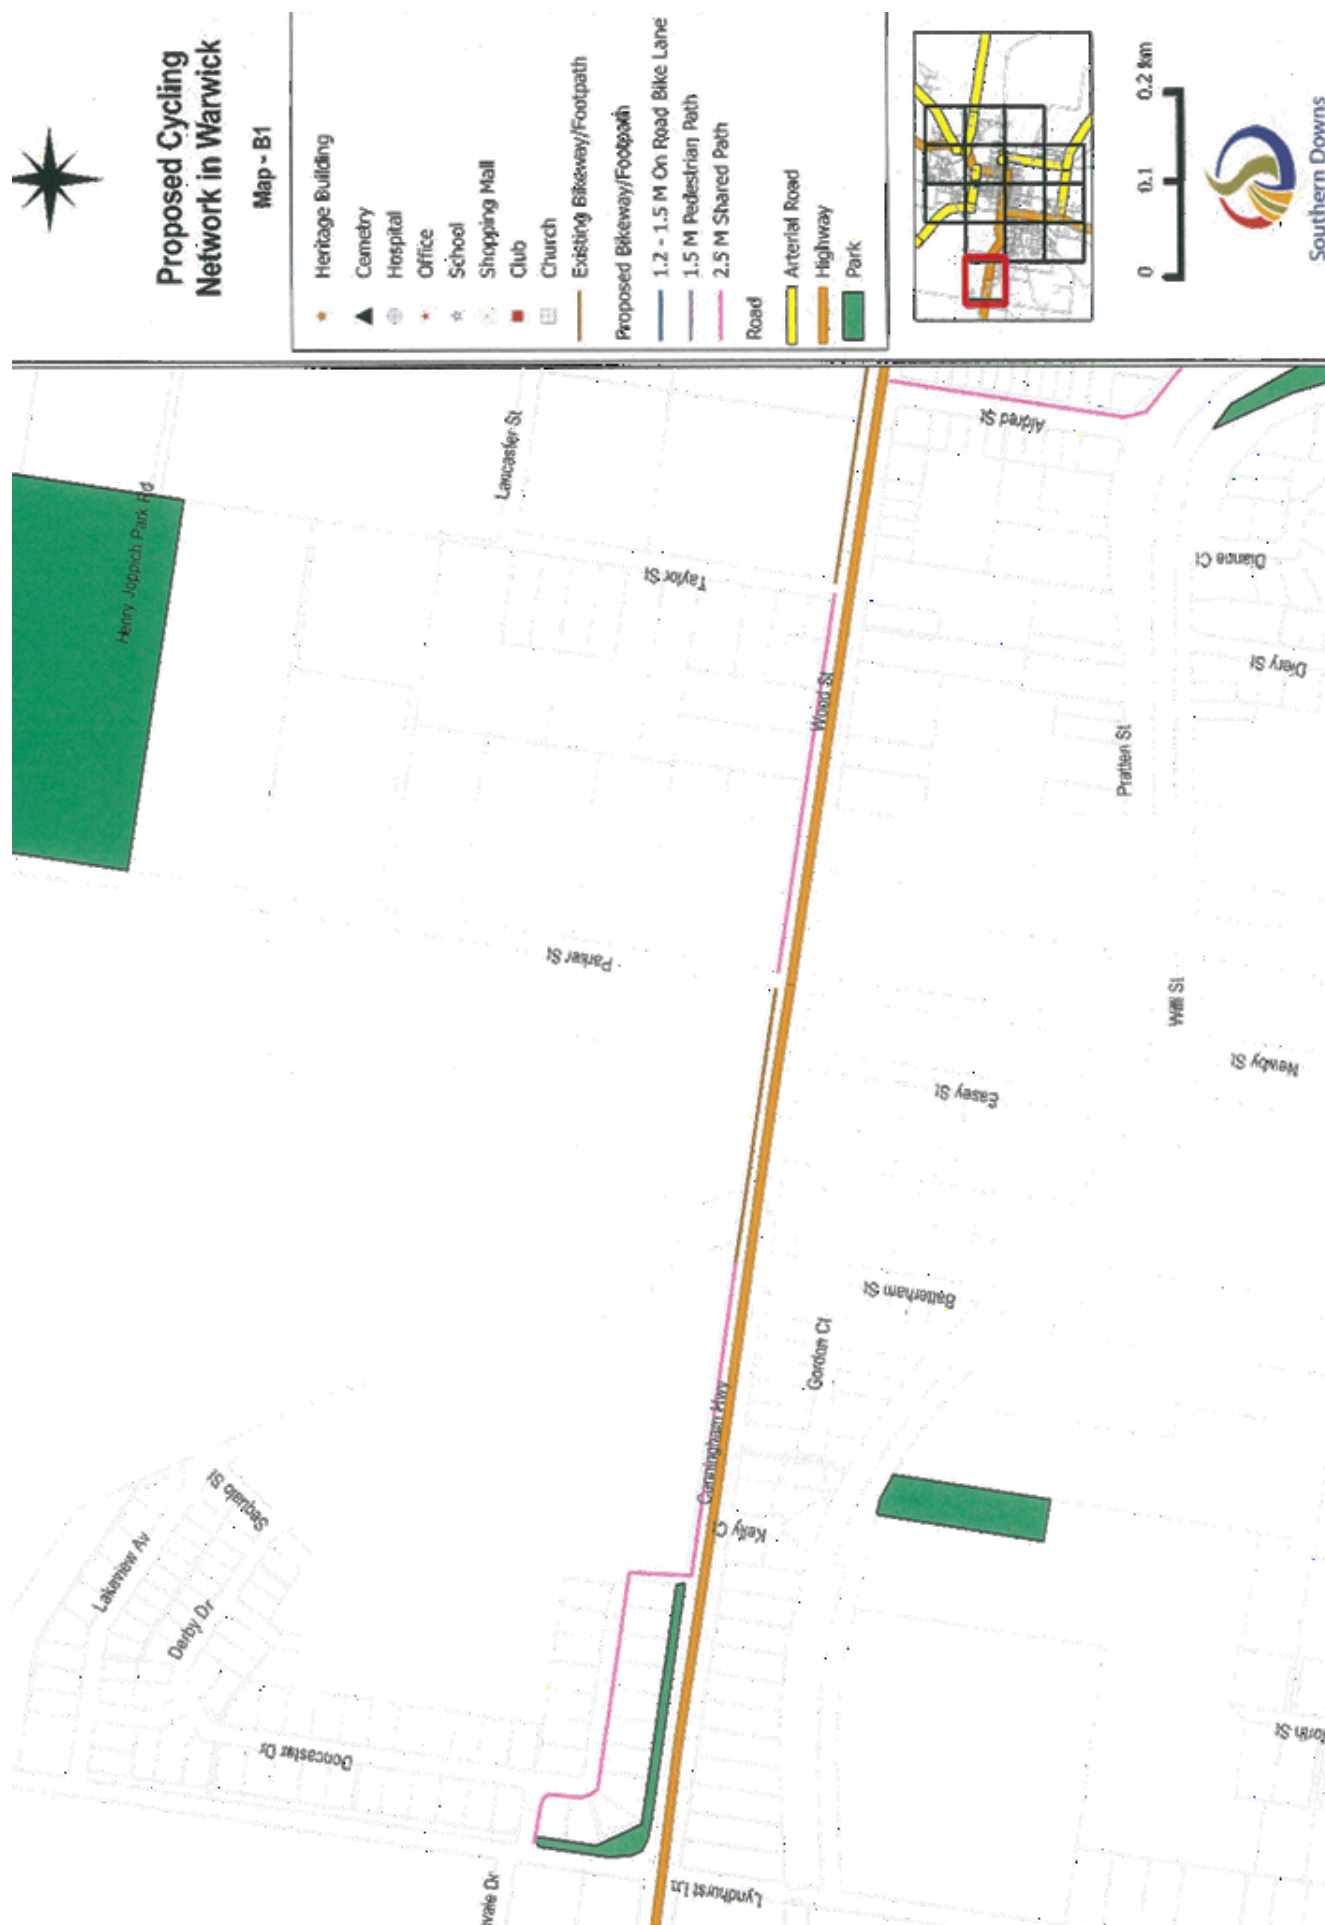 Proposed Cycling
Network in Warwick
Map - B1
Heritage Building
Cemetry
Hospital
Office
School
Shopping Mall
Club
Church
Existing Bikeway/Footpath
Proposed Bikeway/Footpath
1.2 - 1.5 M On Road Bike Lane
1.5 M Pedestrian Path
2.5 M Shared Path
Road
Arterial Road
Highway
Park
0
0.1
0.2 km
Southern Downs
Henry Joppich Park Rd
Lancaster St
Taylor St
Aldred St
Wood St
Dianne Ct
Diery St
Pratten St
Parker St
Will St
Newby St
Easey St
Batterham St
Gordon Ct
Cunningham Hwy
Kelly Ct
Lakeview Av
Derby Dr
Doncaster Dr
Lyndhurst Ln